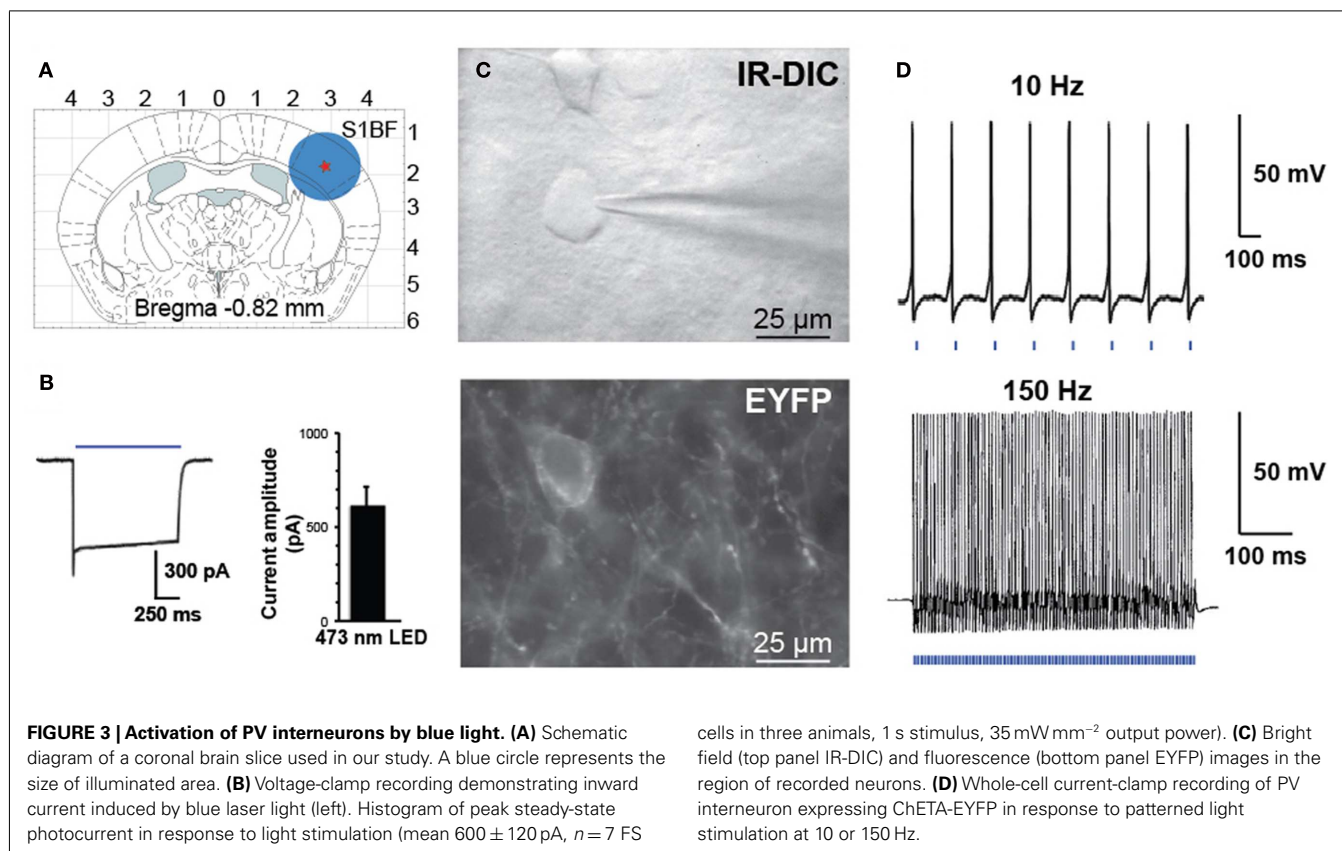 A
4 3 2 1 0 1 2 3 4
S1BF
1
2
3
4
5
6
Bregma -0.82 mm
B
300 pA
250 ms
Current amplitude
(pA)
1000
500
0
473 nm LED
C
IR-DIC
25 µm
EYFP
25 µm
D
10 Hz
50 mV
100 ms
150 Hz
50 mV
100 ms
FIGURE 3 | Activation of PV interneurons by blue light. (A) Schematic
diagram of a coronal brain slice used in our study. A blue circle represents the
size of illuminated area. (B) Voltage-clamp recording demonstrating inward
current induced by blue laser light (left). Histogram of peak steady-state
photocurrent in response to light stimulation (mean 600 ± 120 pA, n = 7 FS
cells in three animals, 1 s stimulus, 35 mW mm⁻² output power). (C) Bright
field (top panel IR-DIC) and fluorescence (bottom panel EYFP) images in the
region of recorded neurons. (D) Whole-cell current-clamp recording of PV
interneuron expressing ChETA-EYFP in response to patterned light
stimulation at 10 or 150 Hz.